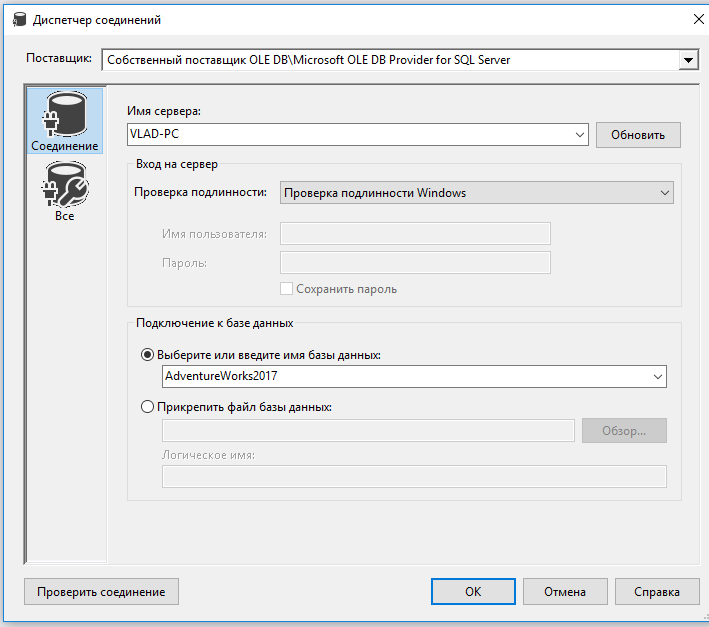 Диспетчер соединений
Поставщик: Собственный поставщик OLE DB\Microsoft OLE DB Provider for SQL Server
Соединение
Все
Имя сервера:
VLAD-PC Обновить
Вход на сервер
Проверка подлинности: Проверка подлинности Windows
Имя пользователя:
Пароль:
Сохранить пароль
Подключение к базе данных
Выберите или введите имя базы данных:
AdventureWorks2017
Прикрепить файл базы данных:
Обзор...
Логическое имя:
Проверить соединение OK Отмена Справка